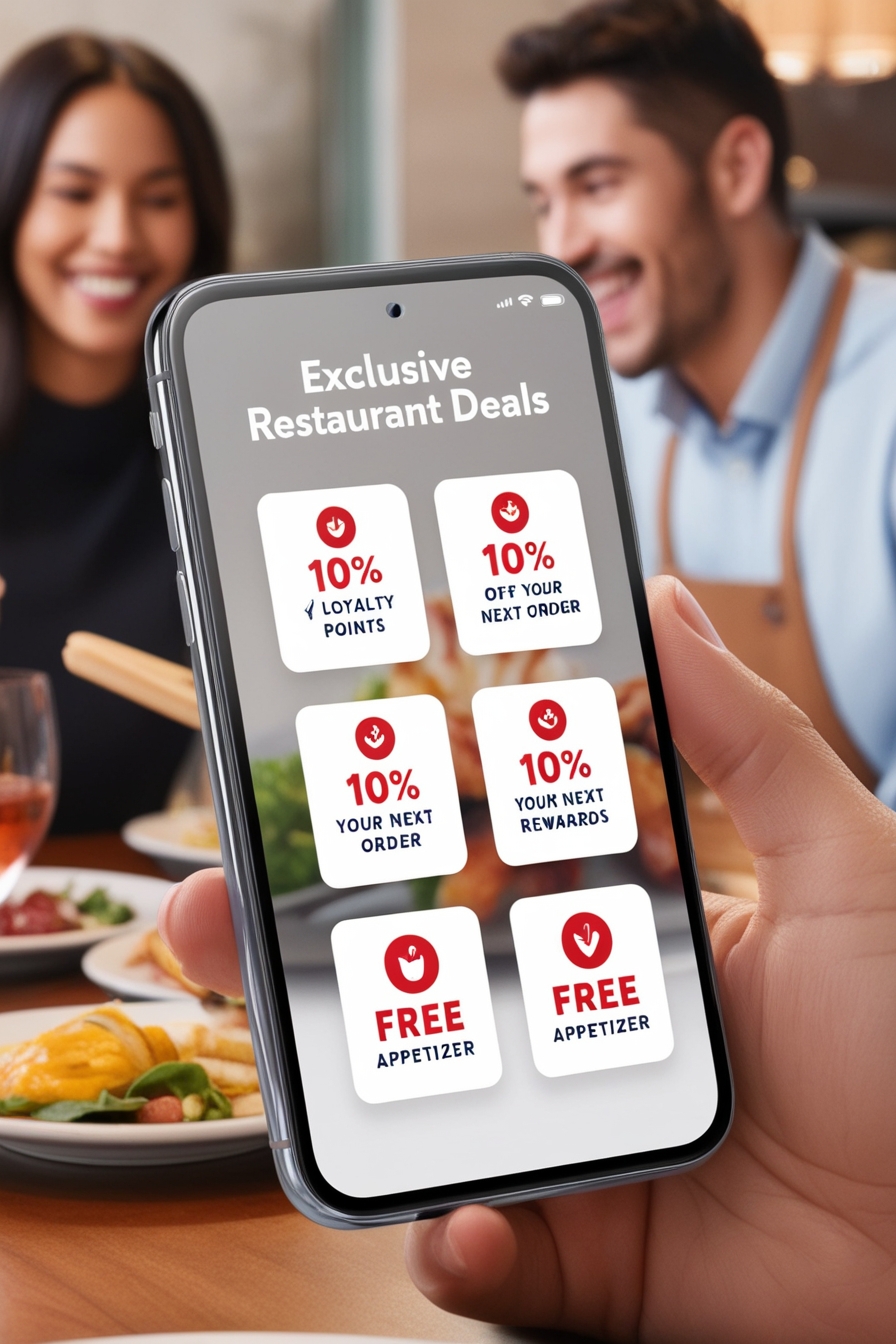 Exclusive
Restaurant Deals
10%
LOYALTY
POINTS
10%
OFF YOUR
NEXT ORDER
10%
YOUR NEXT
ORDER
10%
YOUR NEXT
REWARDS
FREE
APPETIZER
FREE
APPETIZER